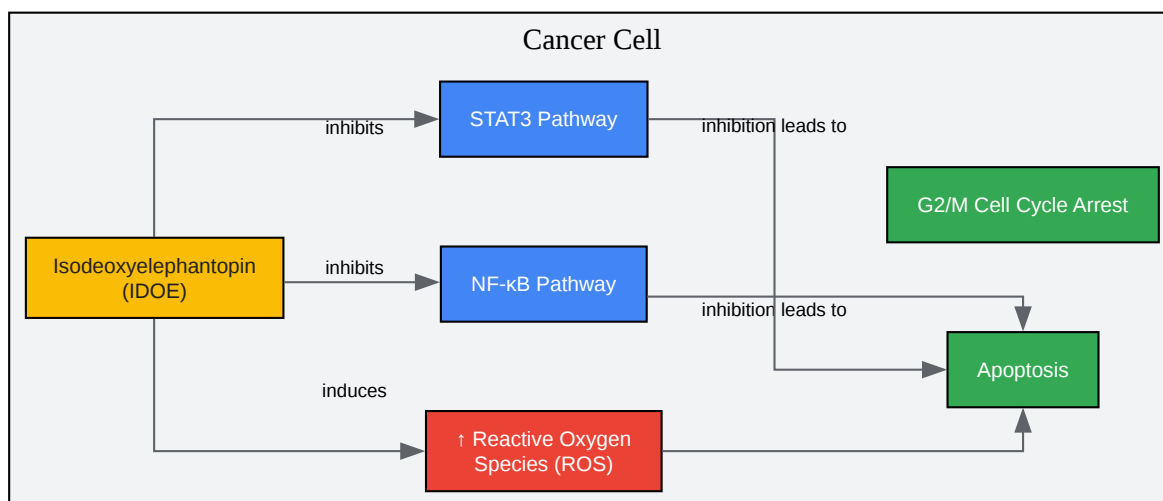 Cancer Cell
STAT3 Pathway
inhibits
inhibition leads to
G2/M Cell Cycle Arrest
Isodeoxyelephantopin
(IDOE)
inhibits
NF-κB Pathway
inhibition leads to
Apoptosis
induces
↑ Reactive Oxygen
Species (ROS)